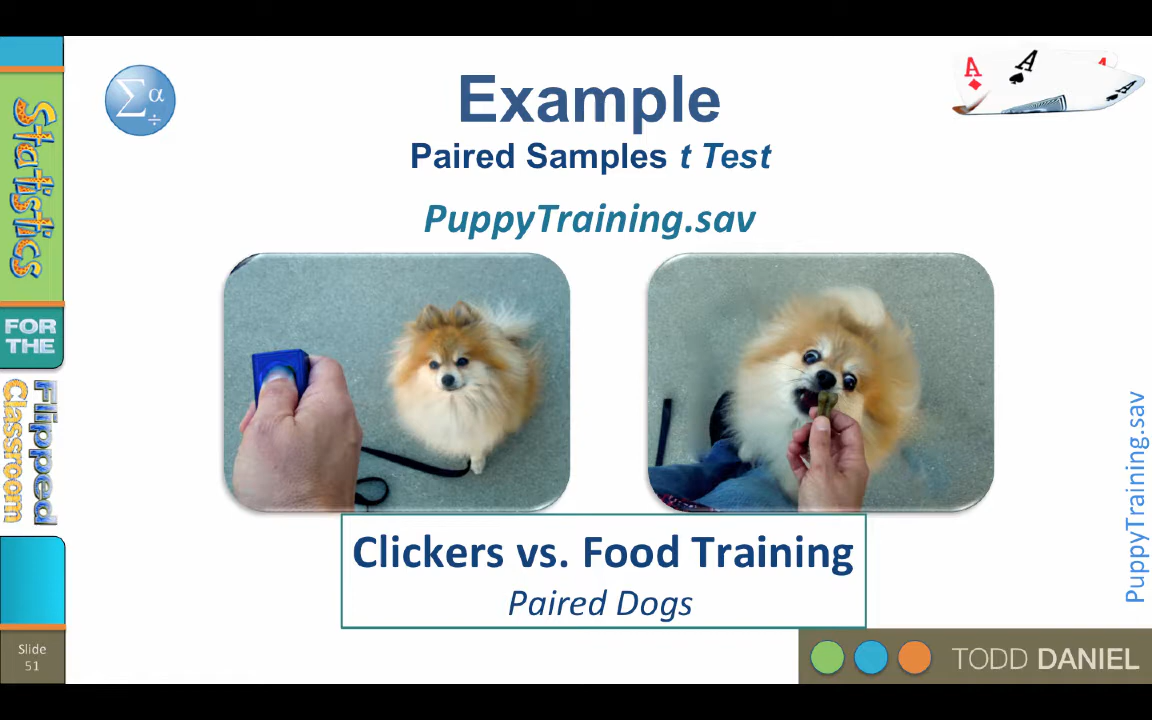 Example
Paired Samples t Test
PuppyTraining.sav
Clickers vs. Food Training
Paired Dogs
Statistics
FOR
THE
Flipped
Classroom
Slide
51
PuppyTraining.sav
TODD DANIEL
Σα
÷
A
A
A
A